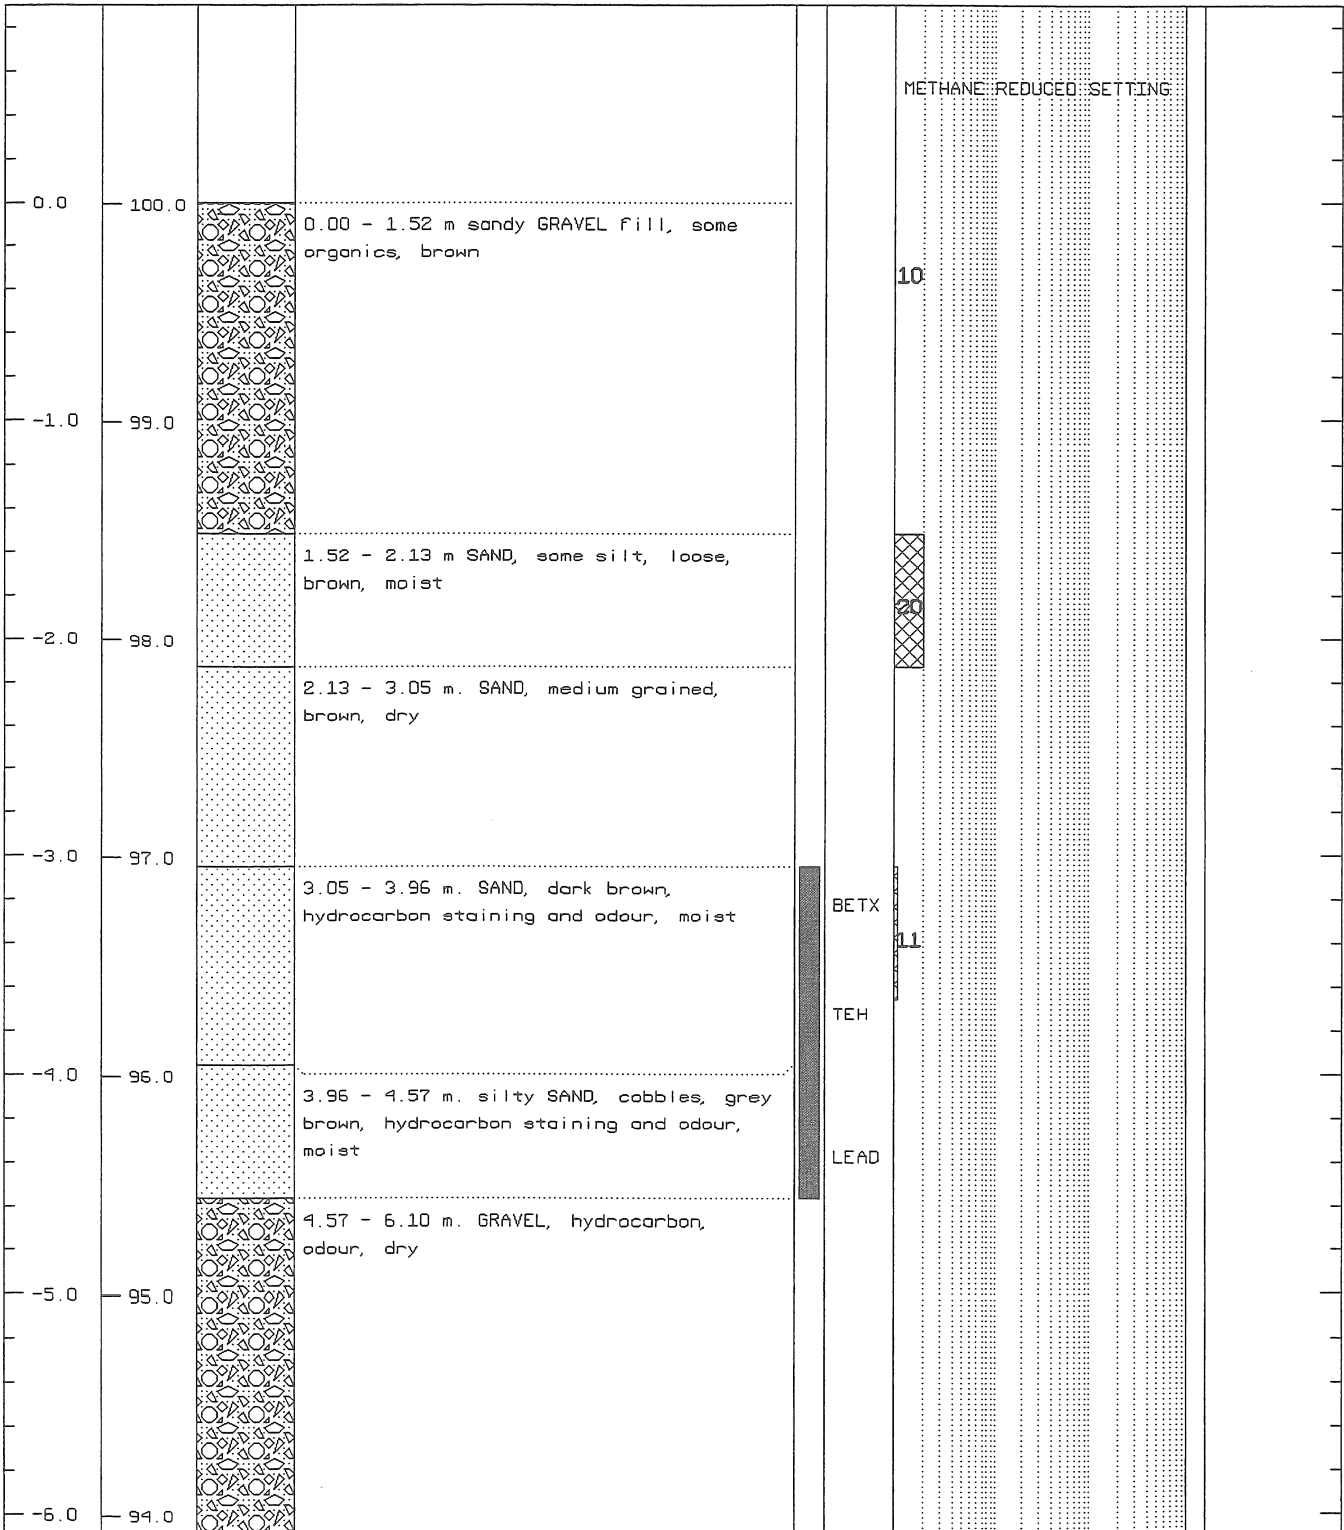 METHANE REDUCED SETTING
0.0
100.0
0.00 - 1.52 m sandy GRAVEL fill, some
organics, brown
10
-1.0
99.0
1.52 - 2.13 m SAND, some silt, loose,
brown, moist
20
-2.0
98.0
2.13 - 3.05 m. SAND, medium grained,
brown, dry
-3.0
97.0
3.05 - 3.96 m. SAND, dark brown,
hydrocarbon staining and odour, moist
BETX
11
TEH
-4.0
96.0
3.96 - 4.57 m. silty SAND, cobbles, grey
brown, hydrocarbon staining and odour,
moist
LEAD
4.57 - 6.10 m. GRAVEL, hydrocarbon,
odour, dry
-5.0
95.0
-6.0
94.0